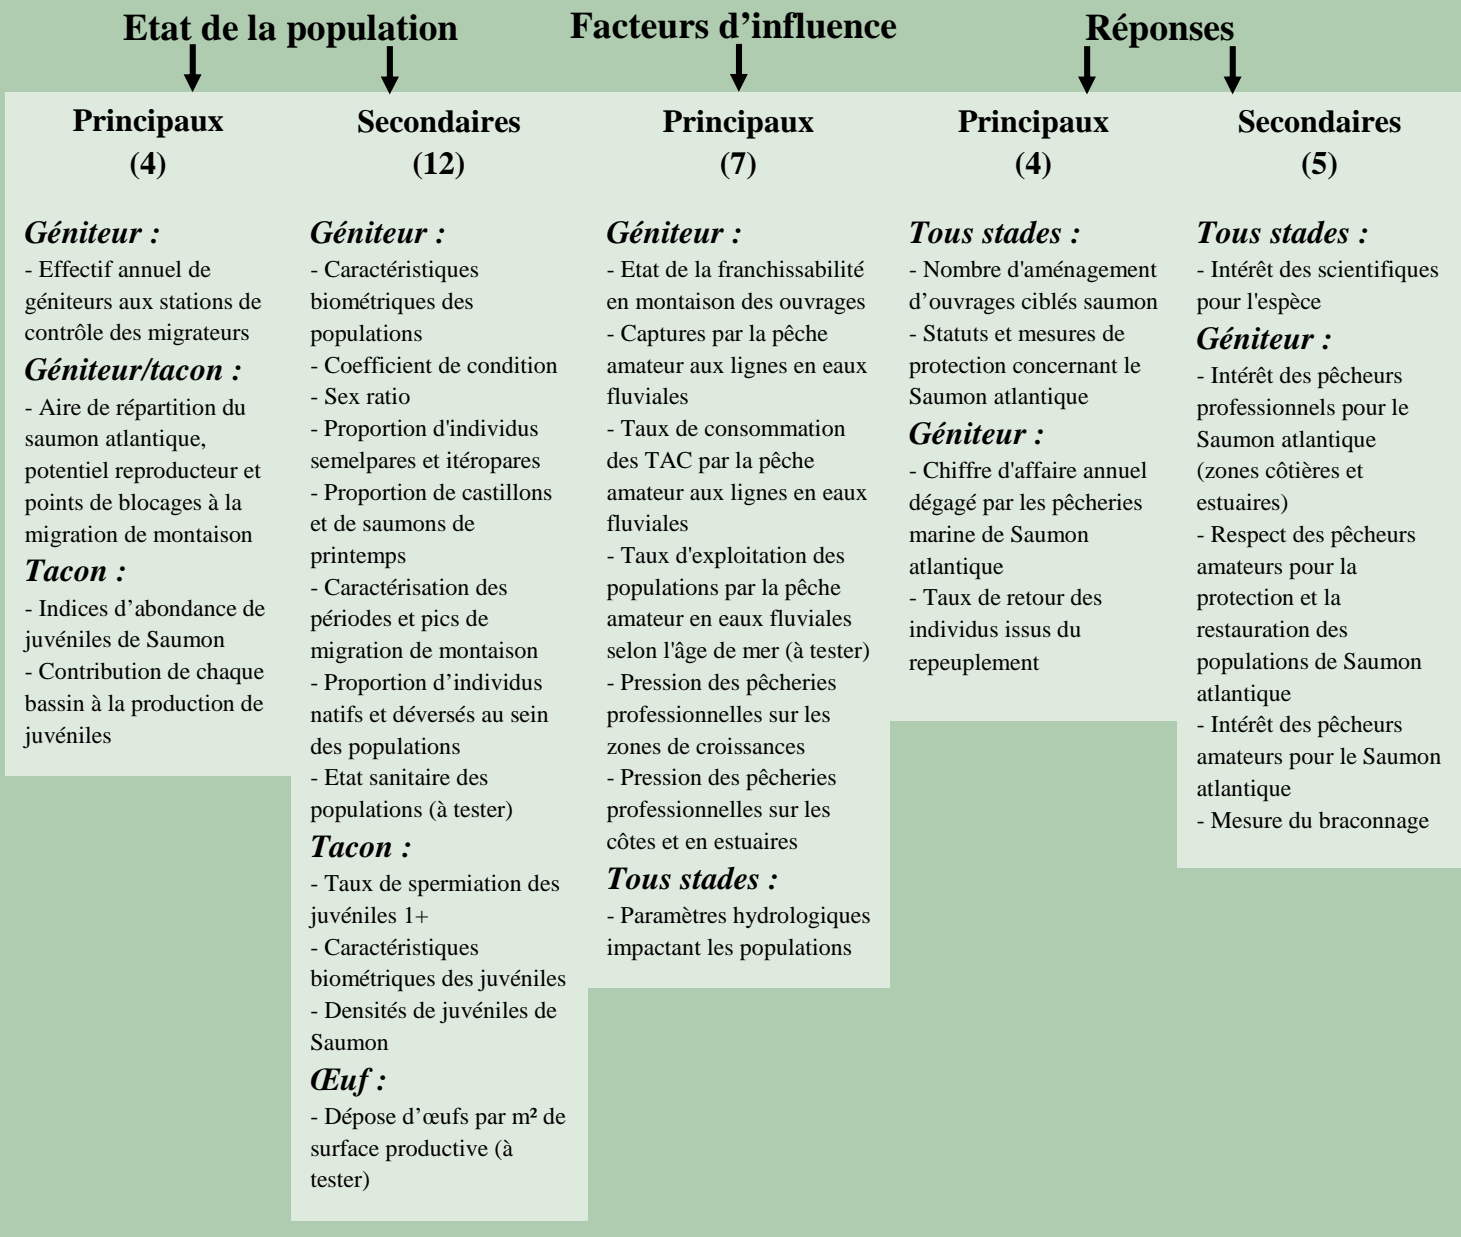 Etat de la population
Facteurs d’influence
Réponses
Principaux
(4)
Géniteur :
- Effectif annuel de
géniteurs aux stations de
contrôle des migrateurs
Géniteur/tacon :
- Aire de répartition du
saumon atlantique,
potentiel reproducteur et
points de blocages à la
migration de montaison
Tacon :
- Indices d’abondance de
juvéniles de Saumon
- Contribution de chaque
bassin à la production de
juvéniles
Secondaires
(12)
Géniteur :
- Caractéristiques
biométriques des
populations
- Coefficient de condition
- Sex ratio
- Proportion d'individus
semelpares et itéropares
- Proportion de castillons
et de saumons de
printemps
- Caractérisation des
périodes et pics de
migration de montaison
- Proportion d’individus
natifs et déversés au sein
des populations
- Etat sanitaire des
populations (à tester)
Tacon :
- Taux de spermiation des
juvéniles 1+
- Caractéristiques
biométriques des juvéniles
- Densités de juvéniles de
Saumon
Œuf :
- Dépose d’œufs par m² de
surface productive (à
tester)
Principaux
(7)
Géniteur :
- Etat de la franchissabilité
en montaison des ouvrages
- Captures par la pêche
amateur aux lignes en eaux
fluviales
- Taux de consommation
des TAC par la pêche
amateur aux lignes en eaux
fluviales
- Taux d'exploitation des
populations par la pêche
amateur en eaux fluviales
selon l'âge de mer (à tester)
- Pression des pêcheries
professionnelles sur les
zones de croissances
- Pression des pêcheries
professionnelles sur les
côtes et en estuaires
Tous stades :
- Paramètres hydrologiques
impactant les populations
Principaux
(4)
Tous stades :
- Nombre d'aménagement
d’ouvrages ciblés saumon
- Statuts et mesures de
protection concernant le
Saumon atlantique
Géniteur :
- Chiffre d'affaire annuel
dégagé par les pêcheries
marine de Saumon
atlantique
- Taux de retour des
individus issus du
repeuplement
Secondaires
(5)
Tous stades :
- Intérêt des scientifiques
pour l'espèce
Géniteur :
- Intérêt des pêcheurs
professionnels pour le
Saumon atlantique
(zones côtières et
estuaires)
- Respect des pêcheurs
amateurs pour la
protection et la
restauration des
populations de Saumon
atlantique
- Intérêt des pêcheurs
amateurs pour le Saumon
atlantique
- Mesure du braconnage